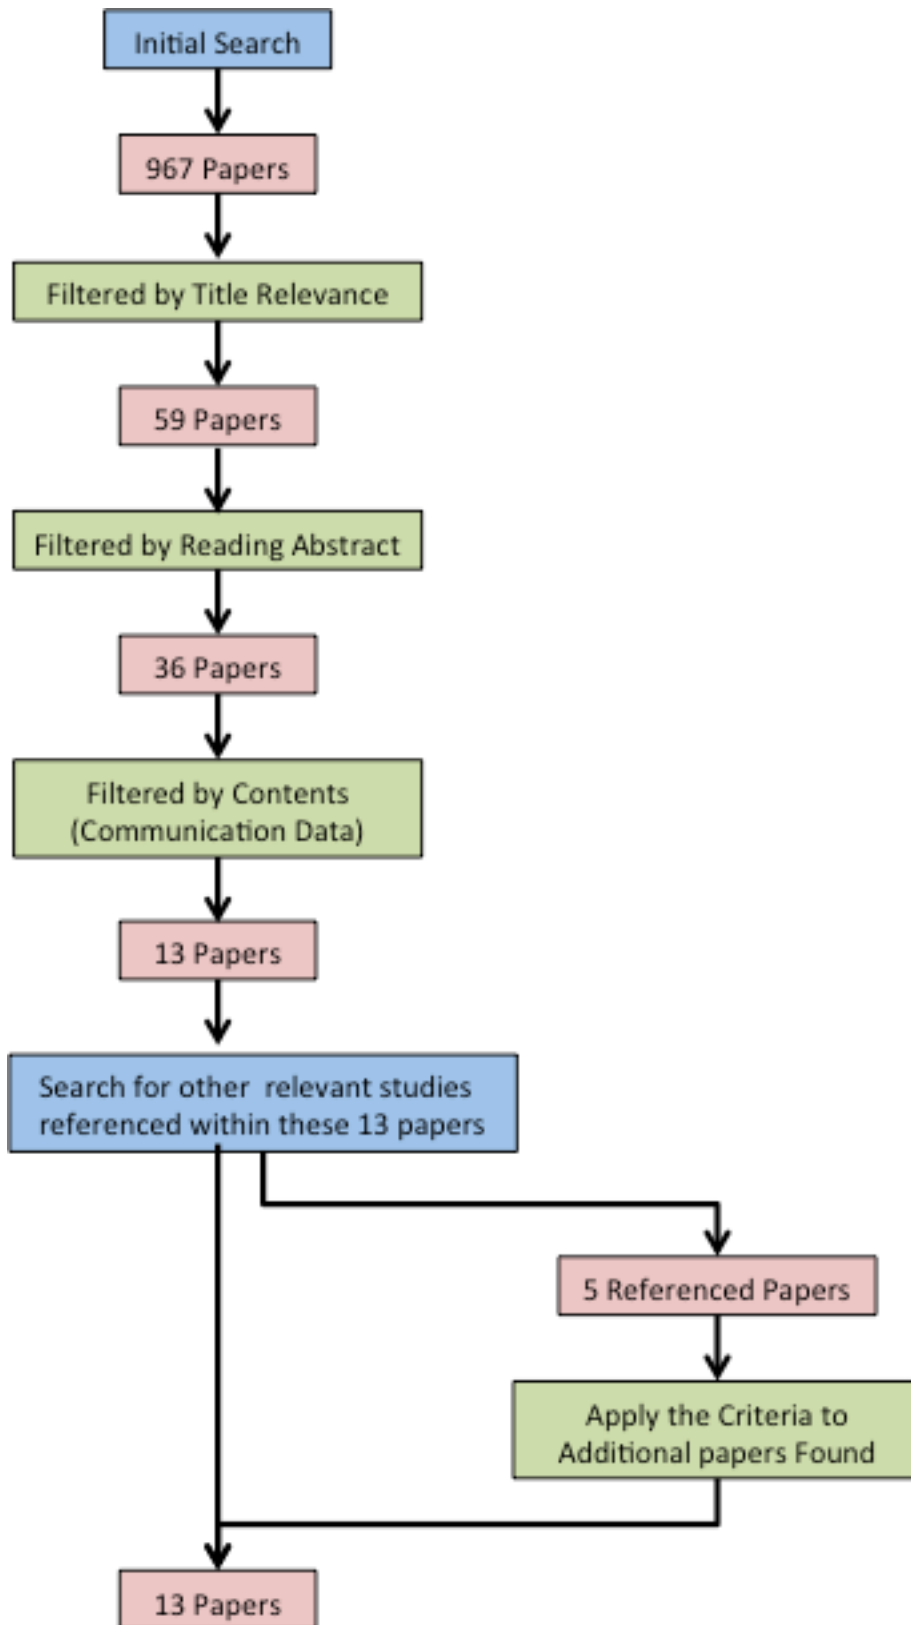 Initial Search
967 Papers
Filtered by Title Relevance
59 Papers
Filtered by Reading Abstract
36 Papers
Filtered by Contents
(Communication Data)
13 Papers
Search for other  relevant studies
referenced within these 13 papers
5 Referenced Papers
Apply the Criteria to
Additional papers Found
13 Papers